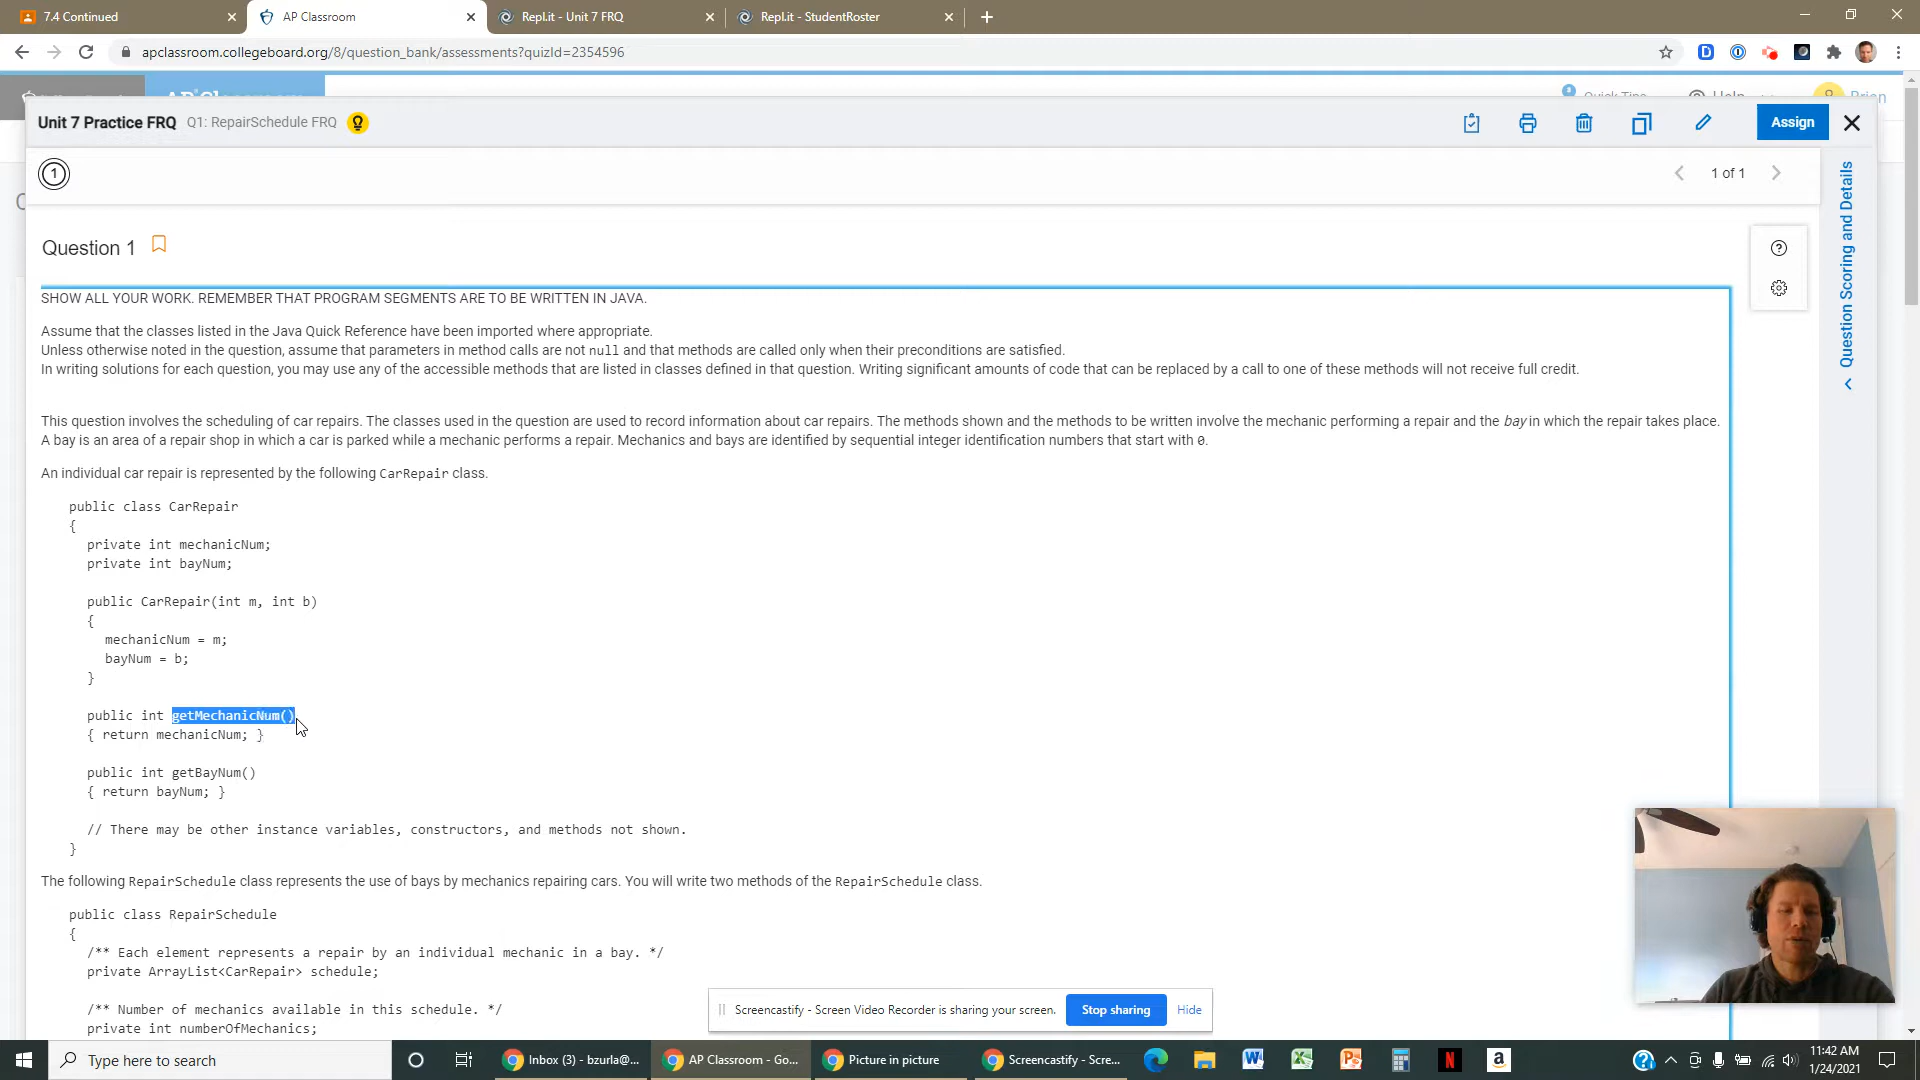 7.4 Continued
AP Classroom
Repl.it - Unit 7 FRQ
Repl.it - StudentRoster
apclassroom.collegeboard.org/8/question_bank/assessments?quizId=2354596
Unit 7 Practice FRQ
Q1: RepairSchedule FRQ
Assign
1
1 of 1
Question Scoring and Details
Question 1
SHOW ALL YOUR WORK. REMEMBER THAT PROGRAM SEGMENTS ARE TO BE WRITTEN IN JAVA.
Assume that the classes listed in the Java Quick Reference have been imported where appropriate.
Unless otherwise noted in the question, assume that parameters in method calls are not null and that methods are called only when their preconditions are satisfied.
In writing solutions for each question, you may use any of the accessible methods that are listed in classes defined in that question. Writing significant amounts of code that can be replaced by a call to one of these methods will not receive full credit.
This question involves the scheduling of car repairs. The classes used in the question are used to record information about car repairs. The methods shown and the methods to be written involve the mechanic performing a repair and the bay in which the repair takes place.
A bay is an area of a repair shop in which a car is parked while a mechanic performs a repair. Mechanics and bays are identified by sequential integer identification numbers that start with 0.
An individual car repair is represented by the following CarRepair class.
public class CarRepair
{
private int mechanicNum;
private int bayNum;
public CarRepair(int m, int b)
{
mechanicNum = m;
bayNum = b;
}
public int getMechanicNum()
{ return mechanicNum; }
public int getBayNum()
{ return bayNum; }
// There may be other instance variables, constructors, and methods not shown.
}
The following RepairSchedule class represents the use of bays by mechanics repairing cars. You will write two methods of the RepairSchedule class.
public class RepairSchedule
{
/** Each element represents a repair by an individual mechanic in a bay. */
private ArrayList<CarRepair> schedule;
/** Number of mechanics available in this schedule. */
private int numberOfMechanics;
Screencastify - Screen Video Recorder is sharing your screen.
Stop sharing
Hide
Type here to search
Inbox (3) - bzurla@...
AP Classroom - Go...
Picture in picture
Screencastify - Scre...
11:42 AM
1/24/2021